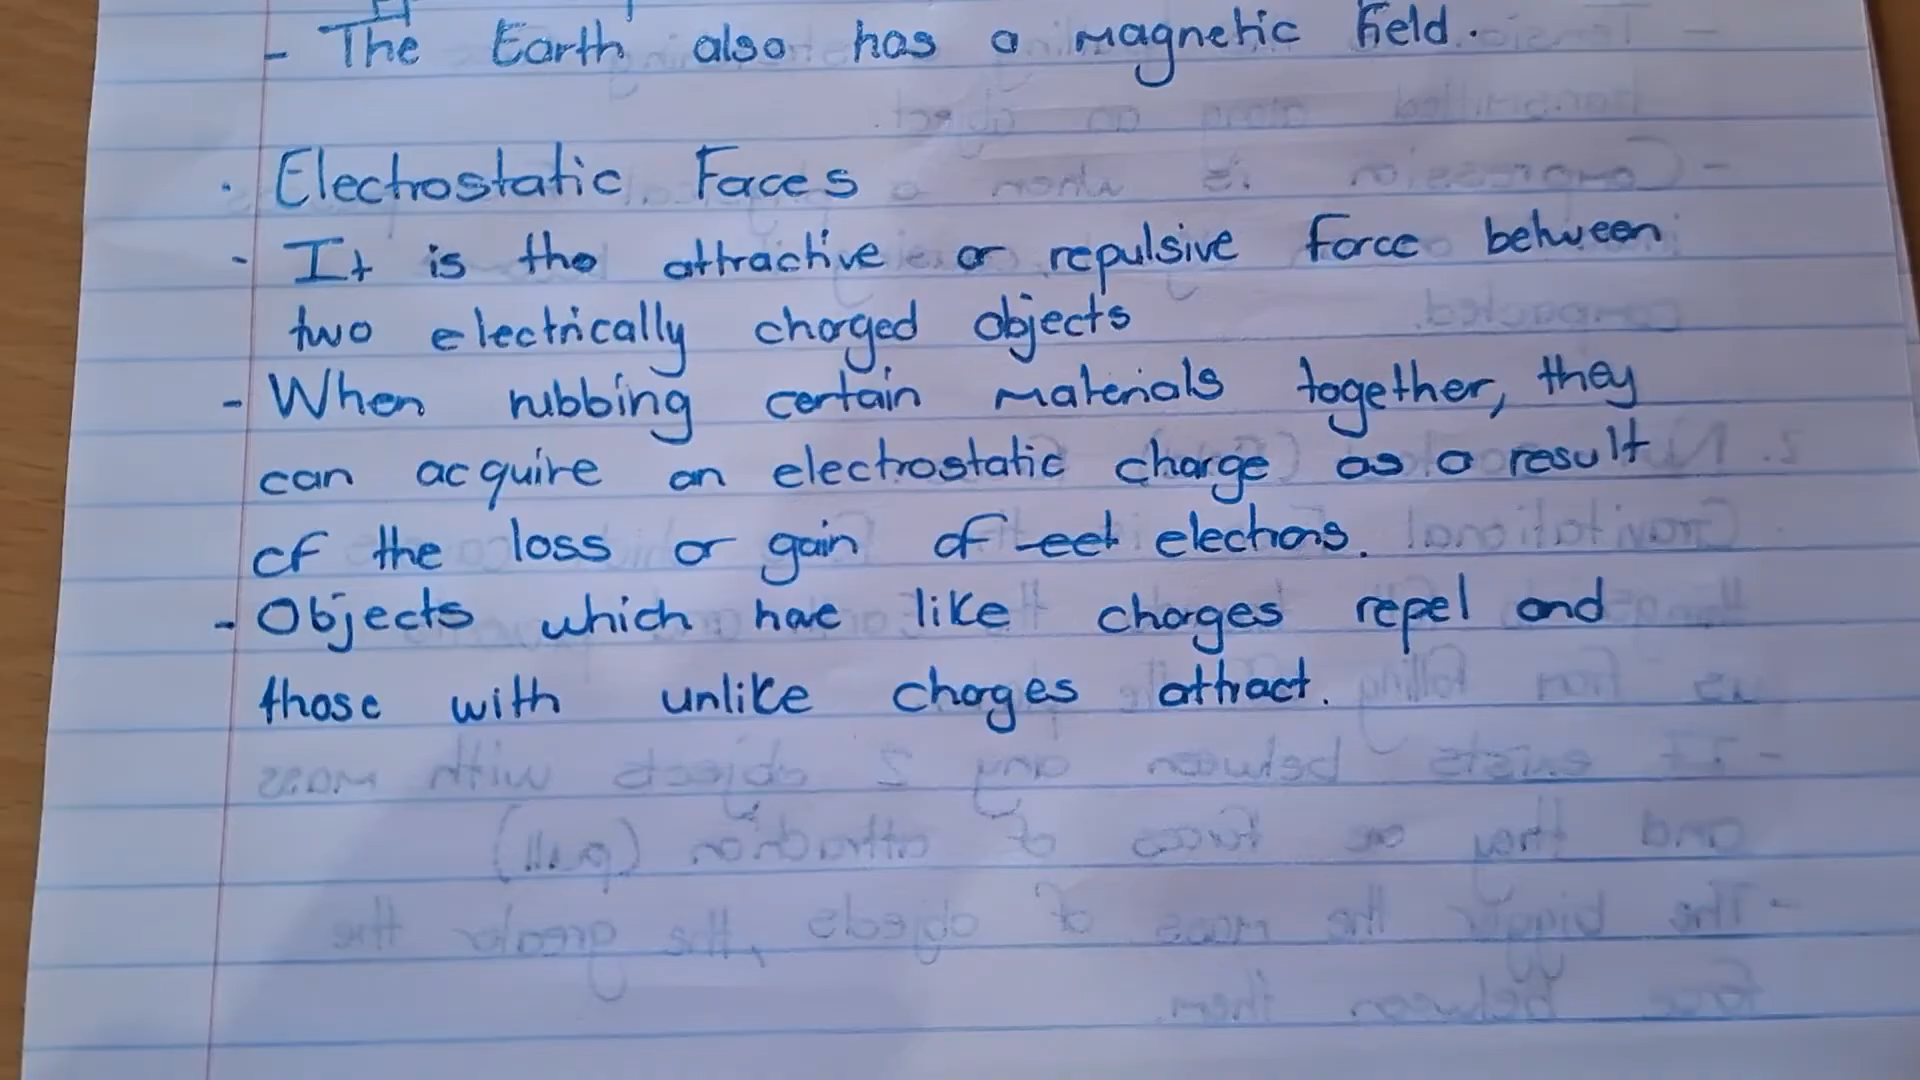 - The Earth also has a magnetic field.
· Electrostatic Faces
- It is the attractive or repulsive force between
two electrically charged objects
- When rubbing certain materials together, they
can acquire an electrostatic charge as a result
of the loss or gain of eet elections.
- Objects which have like charges repel and
those with unlike charges attract.